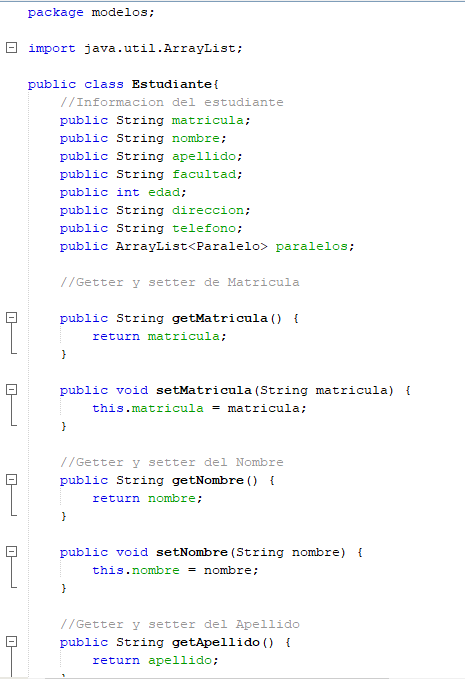 package modelos;
import java.util.ArrayList;
public class Estudiante{
//Informacion del estudiante
public String matricula;
public String nombre;
public String apellido;
public String facultad;
public int edad;
public String direccion;
public String telefono;
public ArrayList<Paralelo> paralelos;
//Getter y setter de Matricula
public String getMatricula() {
return matricula;
}
public void setMatricula(String matricula) {
this.matricula = matricula;
}
//Getter y setter del Nombre
public String getNombre() {
return nombre;
}
public void setNombre(String nombre) {
this.nombre = nombre;
}
//Getter y setter del Apellido
public String getApellido() {
return apellido;